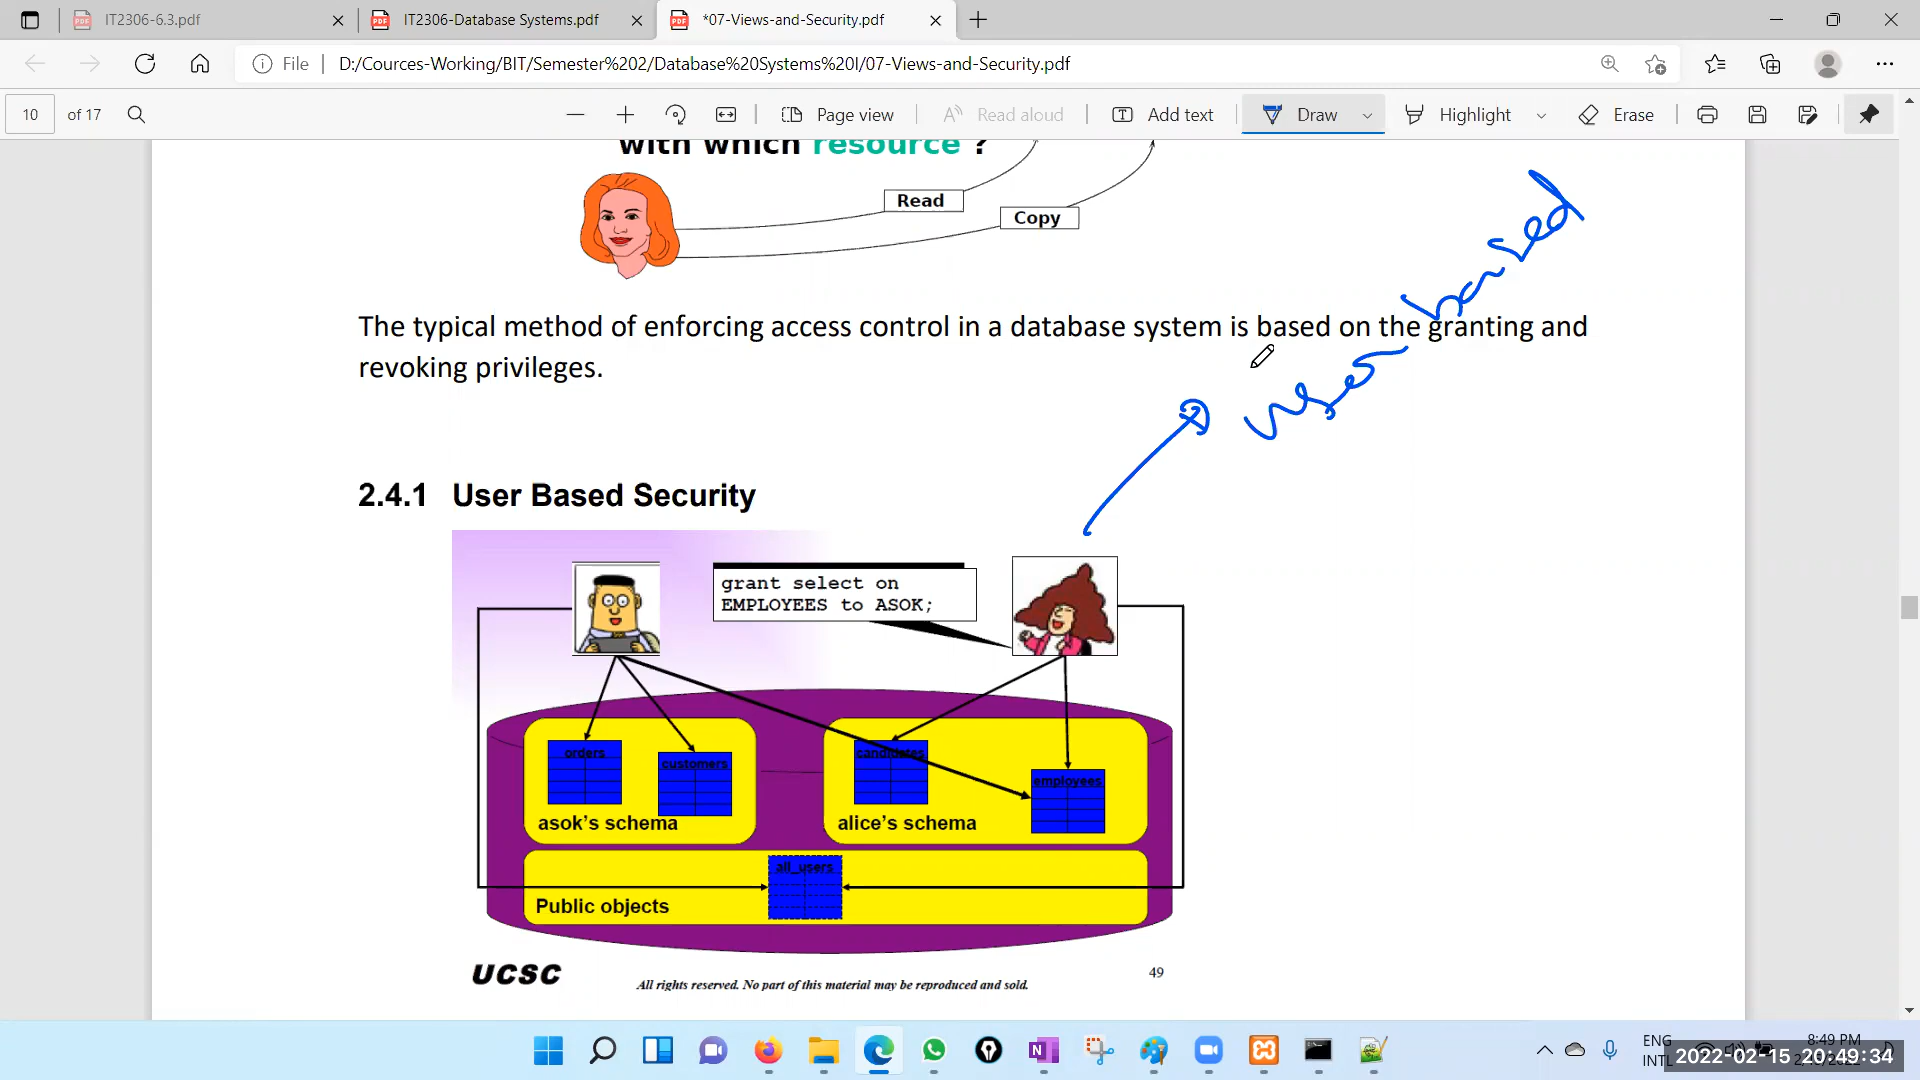 IT2306-6.3.pdf
IT2306-Database Systems.pdf
*07-Views-and-Security.pdf
File
D:/Cources-Working/BIT/Semester%202/Database%20Systems%20I/07-Views-and-Security.pdf
10 of 17
Page view
Read aloud
Add text
Draw
Highlight
Erase
with which resource ?
Read
Copy
user based
The typical method of enforcing access control in a database system is based on the granting and
revoking privileges.
2.4.1 User Based Security
grant select on
EMPLOYEES to ASOK;
orders
customers
candidates
employees
asok's schema
alice's schema
all_users
Public objects
UCSC
All rights reserved. No part of this material may be reproduced and sold.
49
ENG
INTL
8:49 PM
2022-02-15 20:49:34